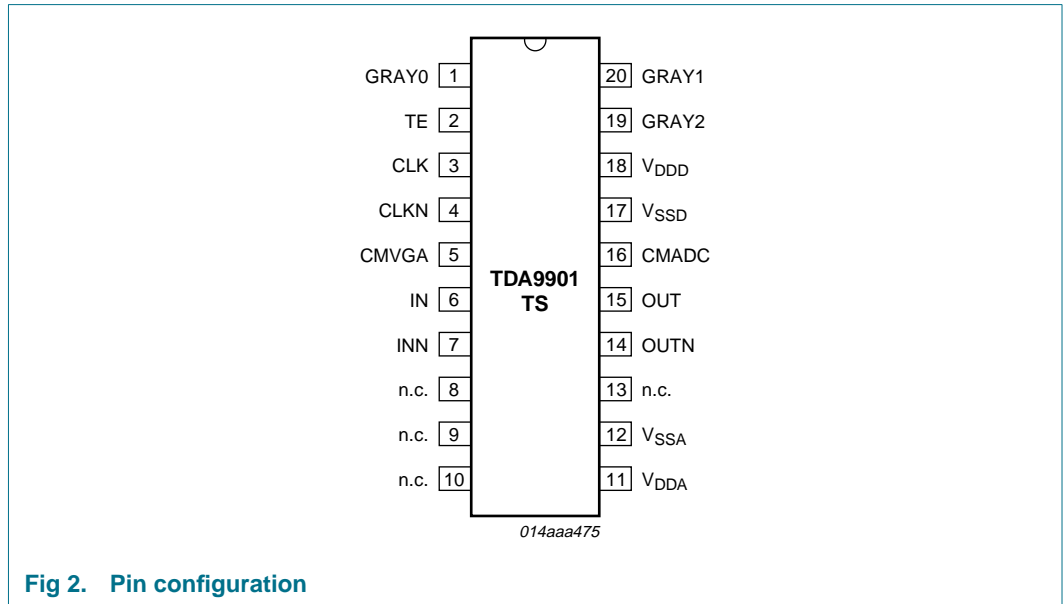 GRAY0 1
TE 2
CLK 3
CLKN 4
CMVGA 5
IN 6
INN 7
n.c. 8
n.c. 9
n.c. 10
TDA9901
TS
20 GRAY1
19 GRAY2
18 VDDD
17 VSSD
16 CMADC
15 OUT
14 OUTN
13 n.c.
12 VSSA
11 VDDA
014aaa475
Fig 2. Pin configuration